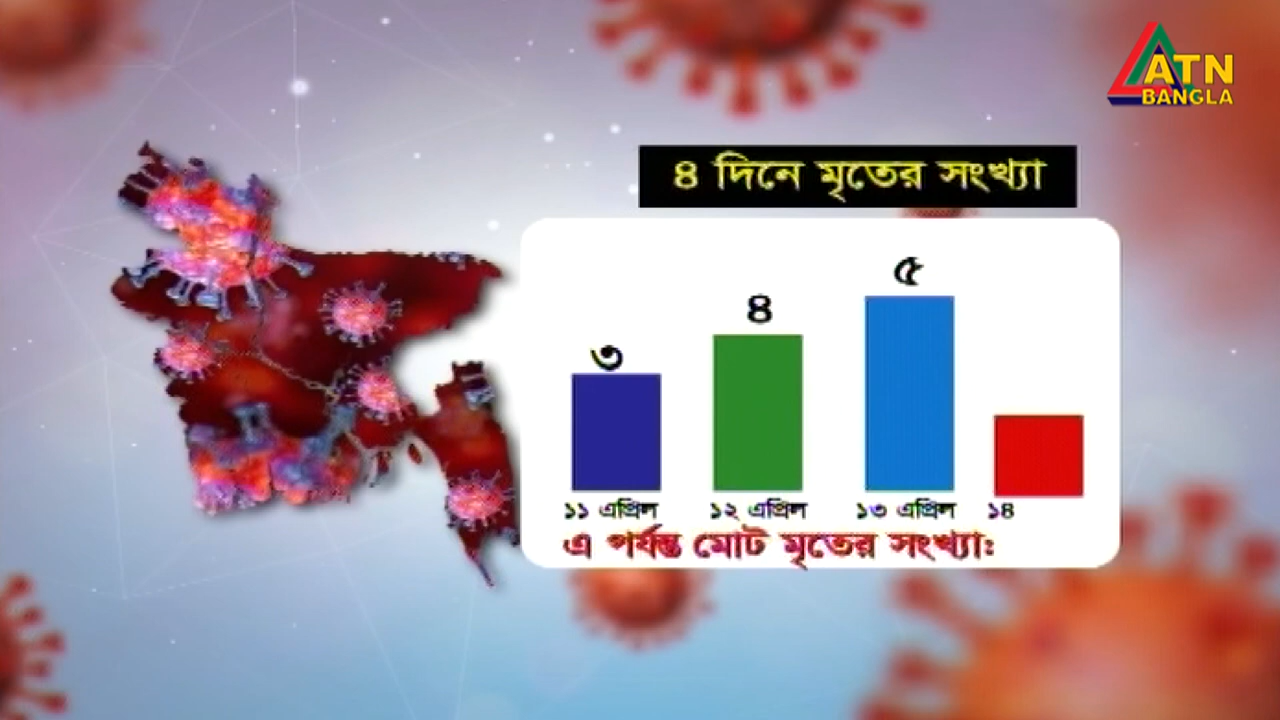 ATN
BANGLA
৪ দিনে মৃতের সংখ্যা
৩
৪
৫
১১ এপ্রিল
১২ এপ্রিল
১৩ এপ্রিল
১৪
এ পর্যন্ত মোট মৃতের সংখ্যাঃ